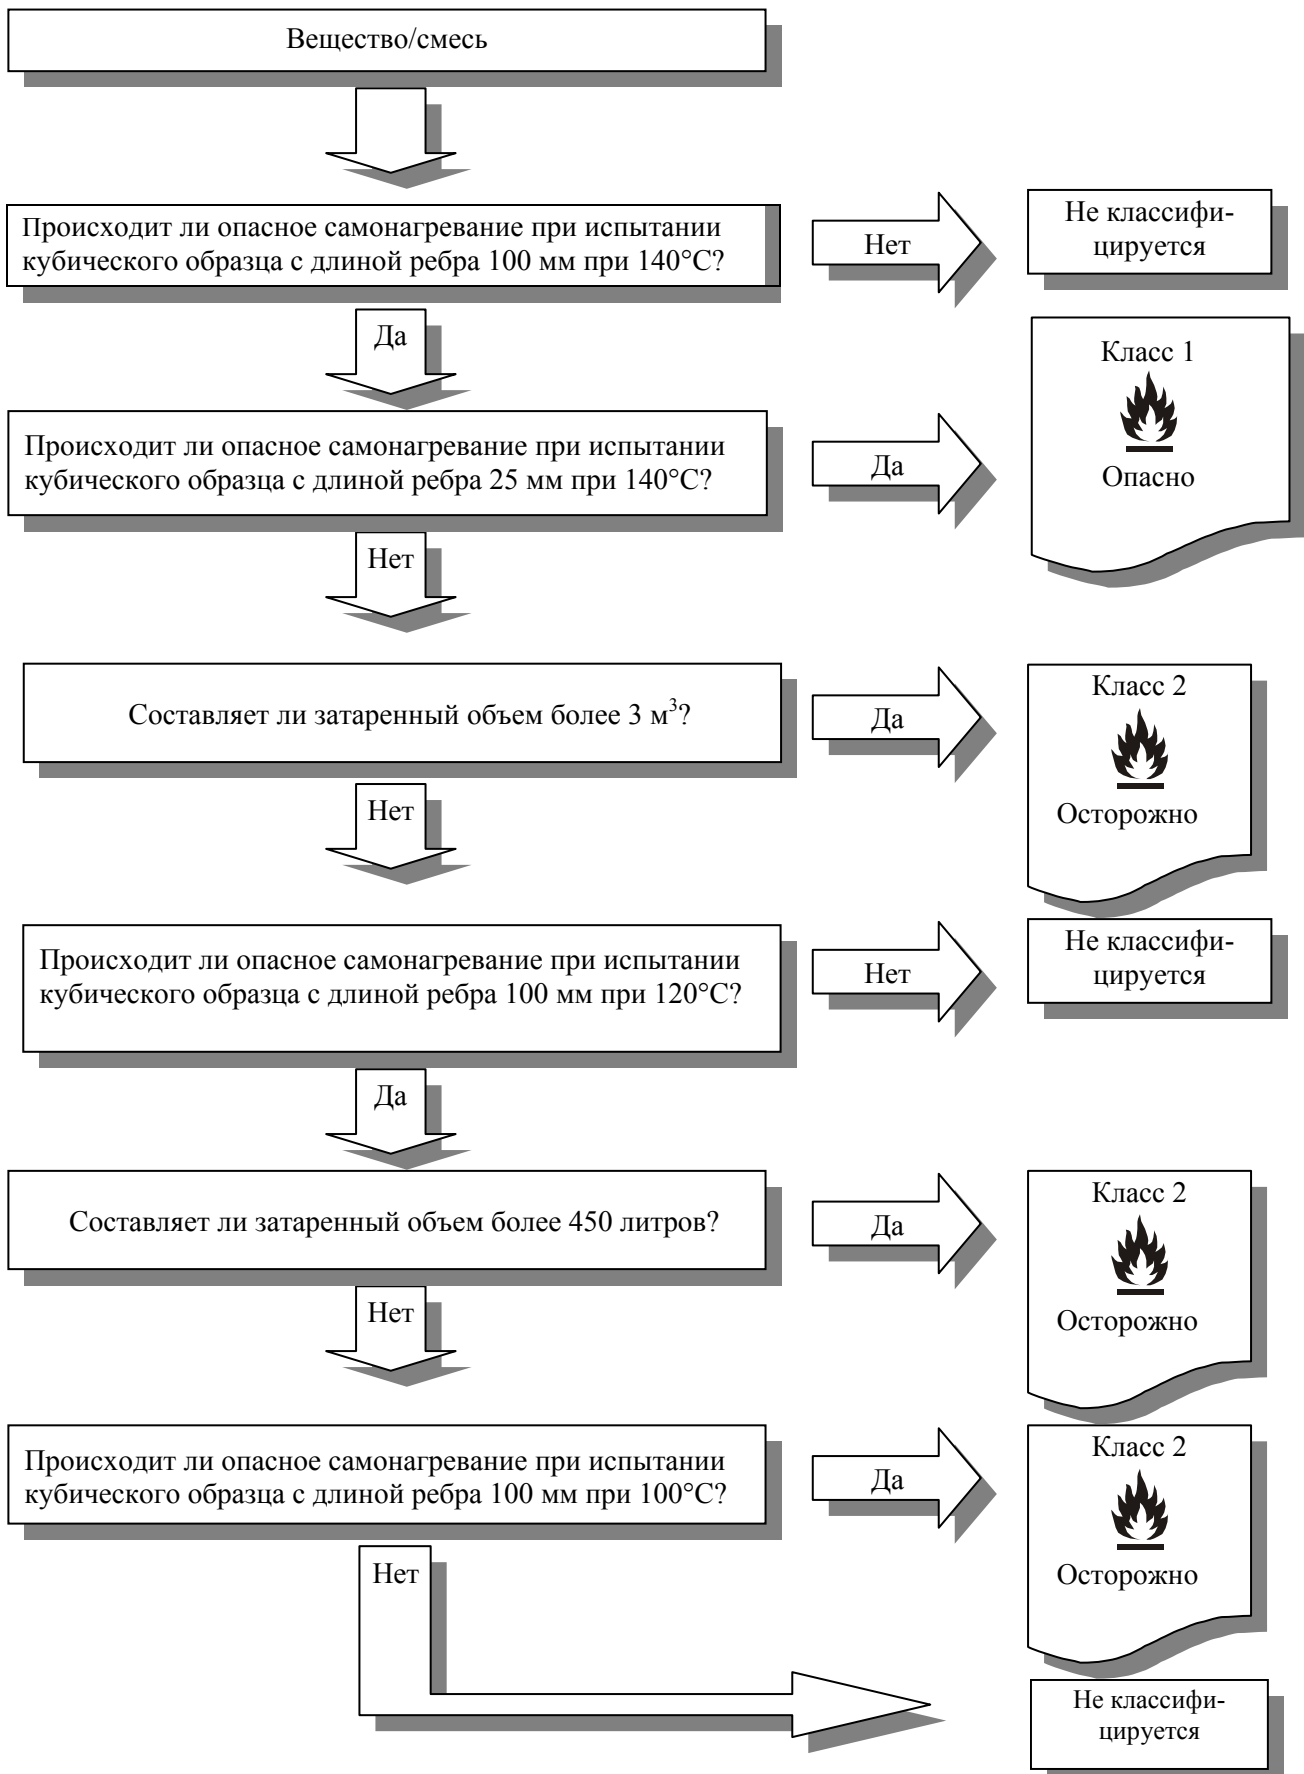 Вещество/смесь
Происходит ли опасное самонагревание при испытании
кубического образца с длиной ребра 100 мм при 140°C?
Нет
Не классифи-
цируется
Да
Происходит ли опасное самонагревание при испытании
кубического образца с длиной ребра 25 мм при 140°C?
Да
Класс 1
Опасно
Нет
Составляет ли затаренный объем более 3 м³?
Да
Класс 2
Осторожно
Нет
Происходит ли опасное самонагревание при испытании
кубического образца с длиной ребра 100 мм при 120°C?
Нет
Не классифи-
цируется
Да
Составляет ли затаренный объем более 450 литров?
Да
Класс 2
Осторожно
Нет
Происходит ли опасное самонагревание при испытании
кубического образца с длиной ребра 100 мм при 100°C?
Да
Класс 2
Осторожно
Нет
Не классифи-
цируется